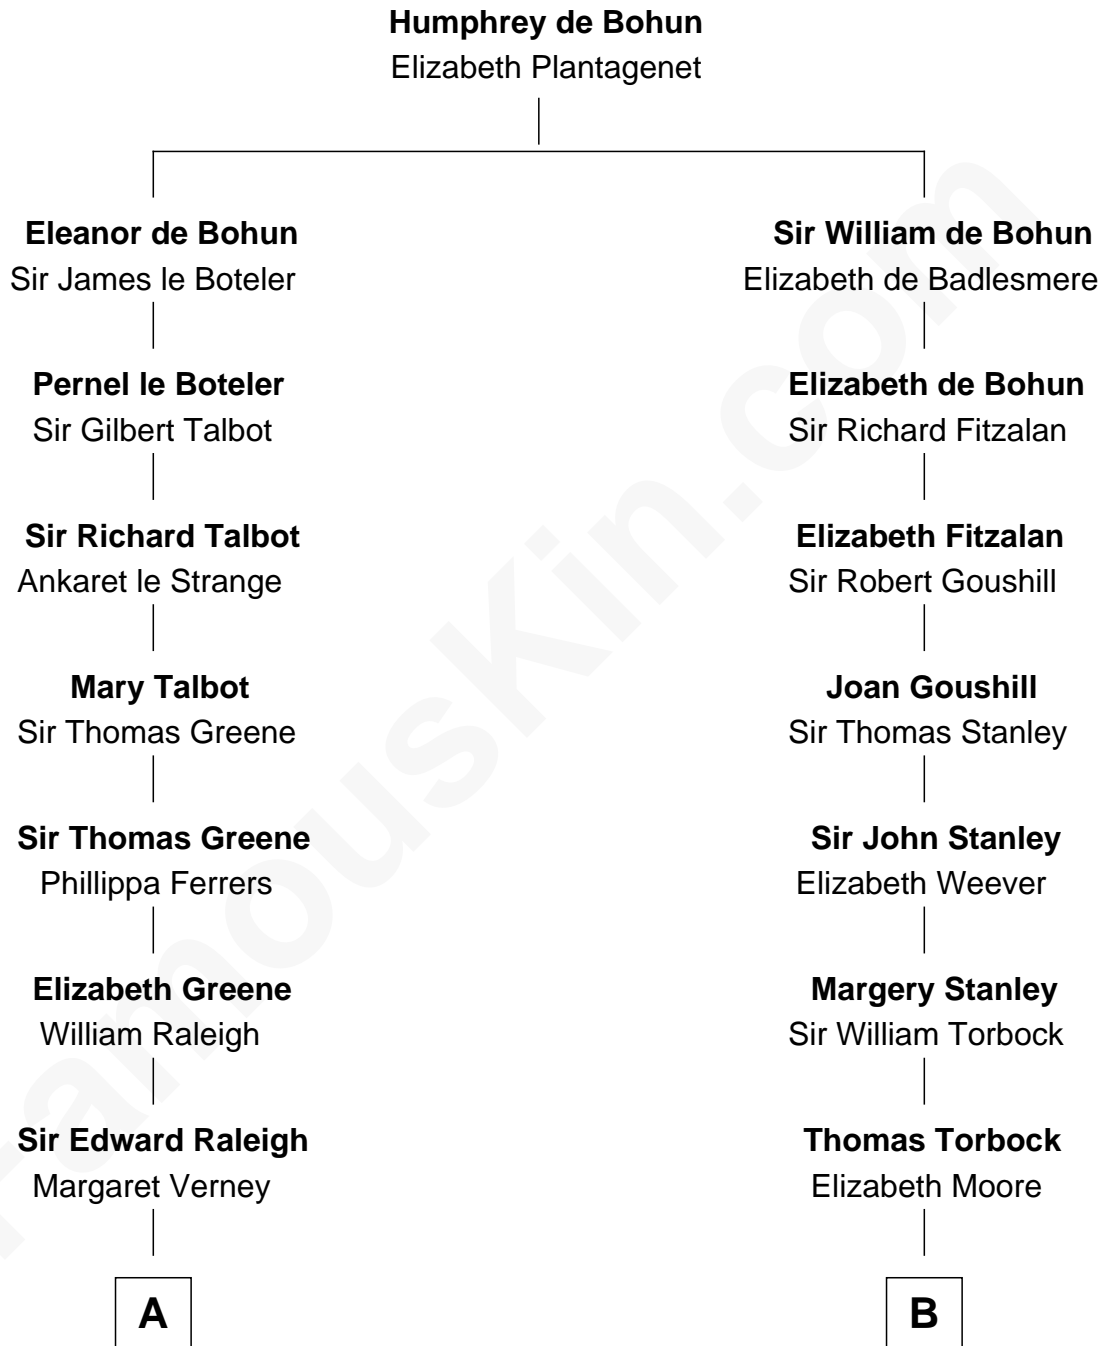 Humphrey de Bohun
Elizabeth Plantagenet
Eleanor de Bohun
Sir James le Boteler
Sir William de Bohun
Elizabeth de Badlesmere
Pernel le Boteler
Sir Gilbert Talbot
Elizabeth de Bohun
Sir Richard Fitzalan
Sir Richard Talbot
Ankaret le Strange
Elizabeth Fitzalan
Sir Robert Goushill
Mary Talbot
Sir Thomas Greene
Joan Goushill
Sir Thomas Stanley
Sir Thomas Greene
Phillippa Ferrers
Sir John Stanley
Elizabeth Weever
Elizabeth Greene
William Raleigh
Margery Stanley
Sir William Torbock
Sir Edward Raleigh
Margaret Verney
Thomas Torbock
Elizabeth Moore
A
B
FamousKin.com